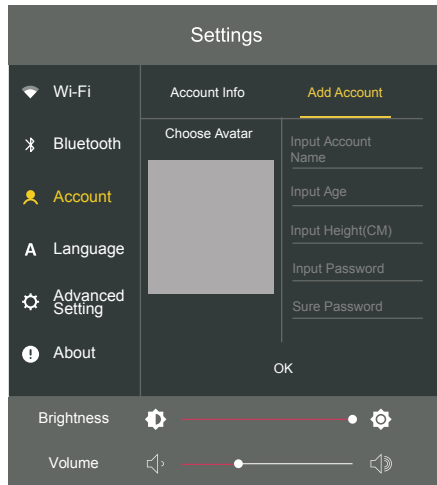 Settings
Wi-Fi
Bluetooth
Account
A Language
Advanced
Setting
About
Account Info
Add Account
Choose Avatar
Input Account
Name
Input Age
Input Height(CM)
Input Password
Sure Password
OK
Brightness
Volume